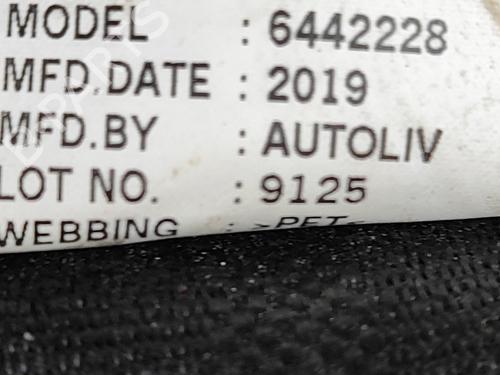 MODEL : 6442228
MFD.DATE : 2019
MFD.BY : AUTOLIV
LOT NO. : 9125
WEBBING : >PET<